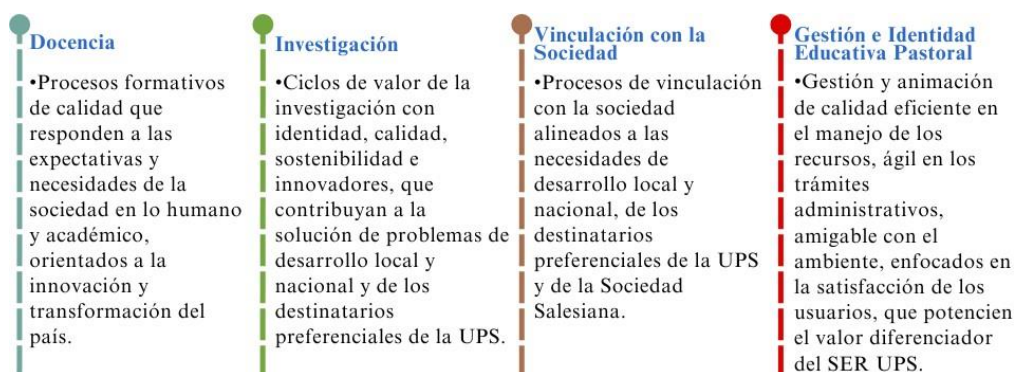 Docencia
•Procesos formativos
de calidad que
responden a las
expectativas y
necesidades de la
sociedad en lo humano
y académico,
orientados a la
innovación y
transformación del
país.
Investigación
•Ciclos de valor de la
investigación con
identidad, calidad,
sostenibilidad e
innovadores, que
contribuyan a la
solución de problemas de
desarrollo local y
nacional y de los
destinatarios
preferenciales de la UPS.
Vinculación con la
Sociedad
•Procesos de vinculación
con la sociedad
alineados a las
necesidades de
desarrollo local y
nacional, de los
destinatarios
preferenciales de la UPS
y de la Sociedad
Salesiana.
Gestión e Identidad
Educativa Pastoral
•Gestión y animación
de calidad eficiente en
el manejo de los
recursos, ágil en los
trámites
administrativos,
amigable con el
ambiente, enfocados en
la satisfacción de los
usuarios, que potencien
el valor diferenciador
del SER UPS.